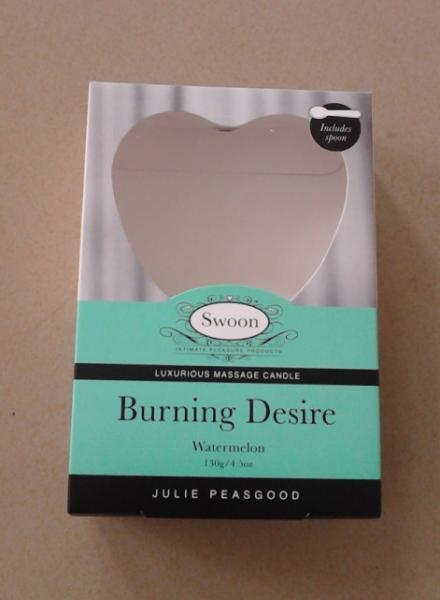 Includes
spoon
Swoon
INTIMATE PLEASURE PRODUCTS
LUXURIOUS MASSAGE CANDLE
Burning Desire
Watermelon
130g/4.5oz
JULIE PEASGOOD